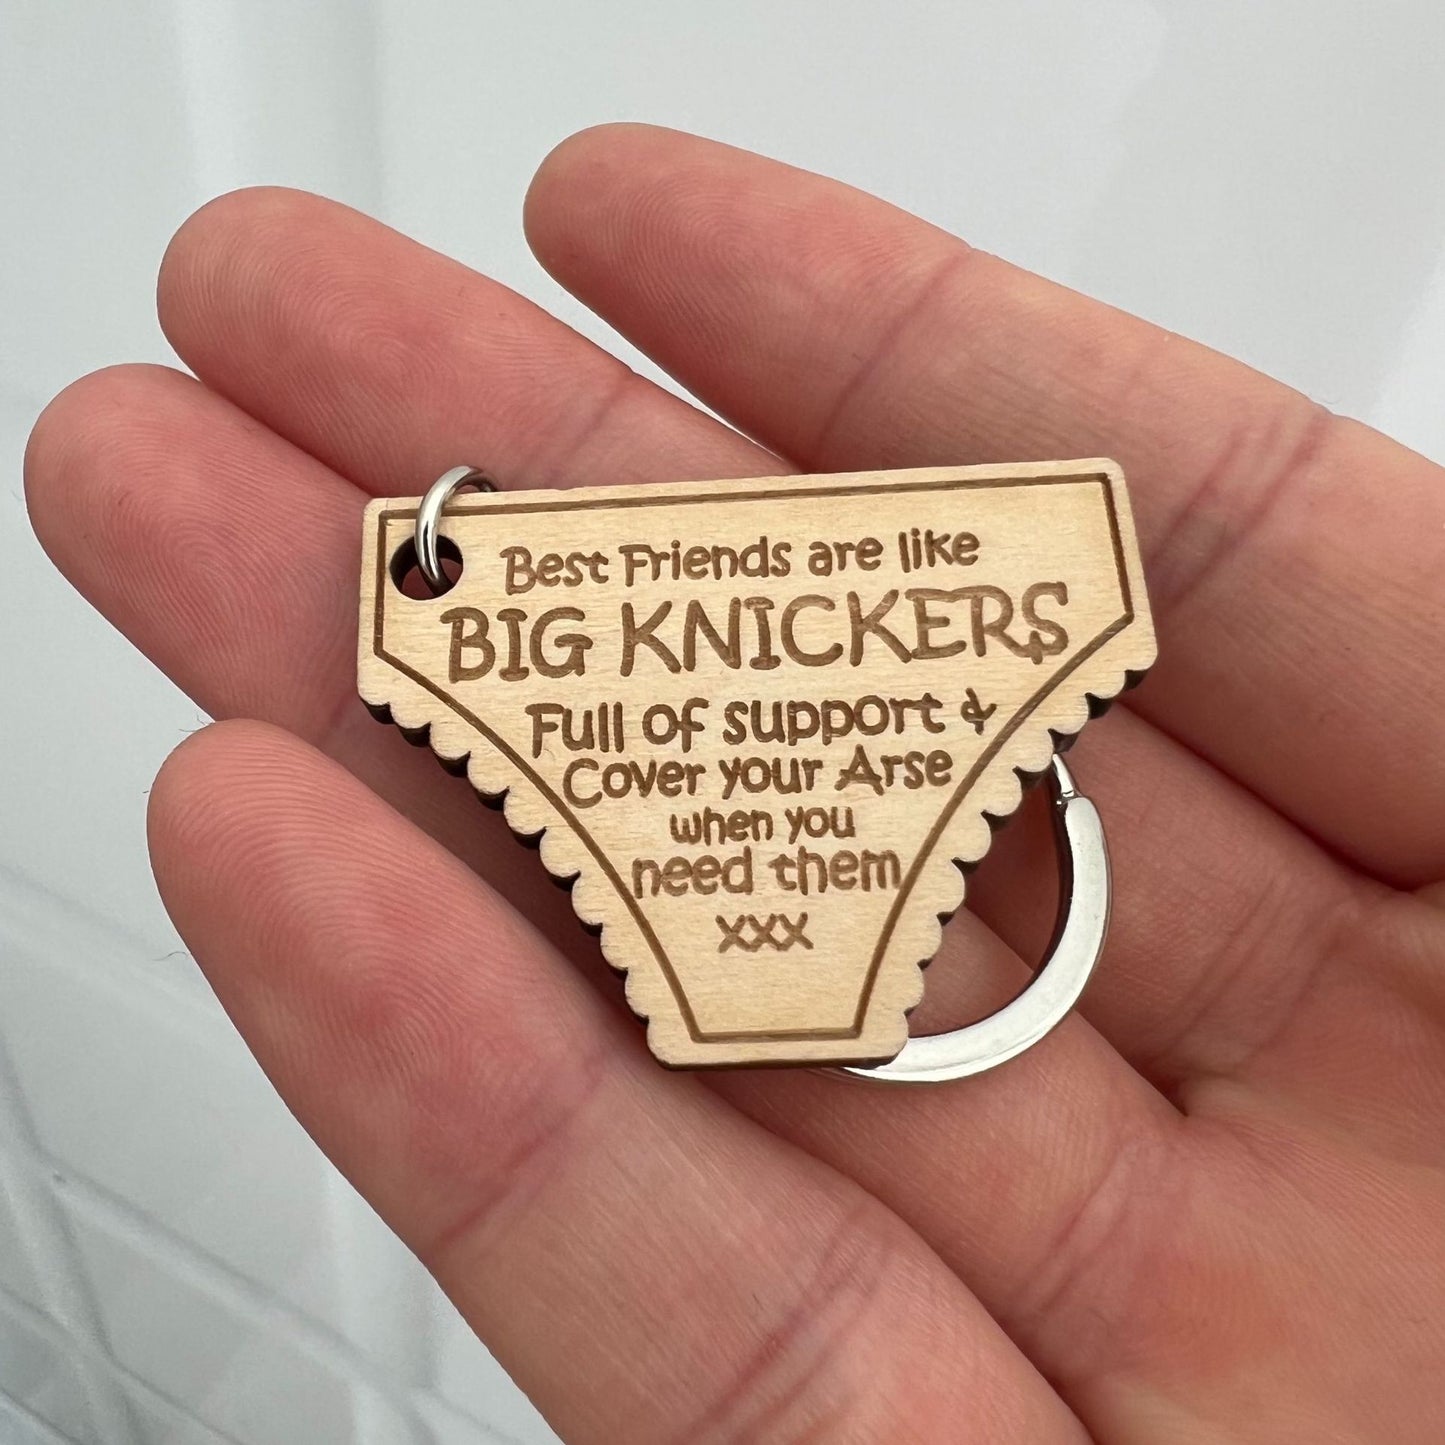 Best Friends are like
BIG KNICKERS
Full of support &
Cover your Arse
when you
need them
xxx